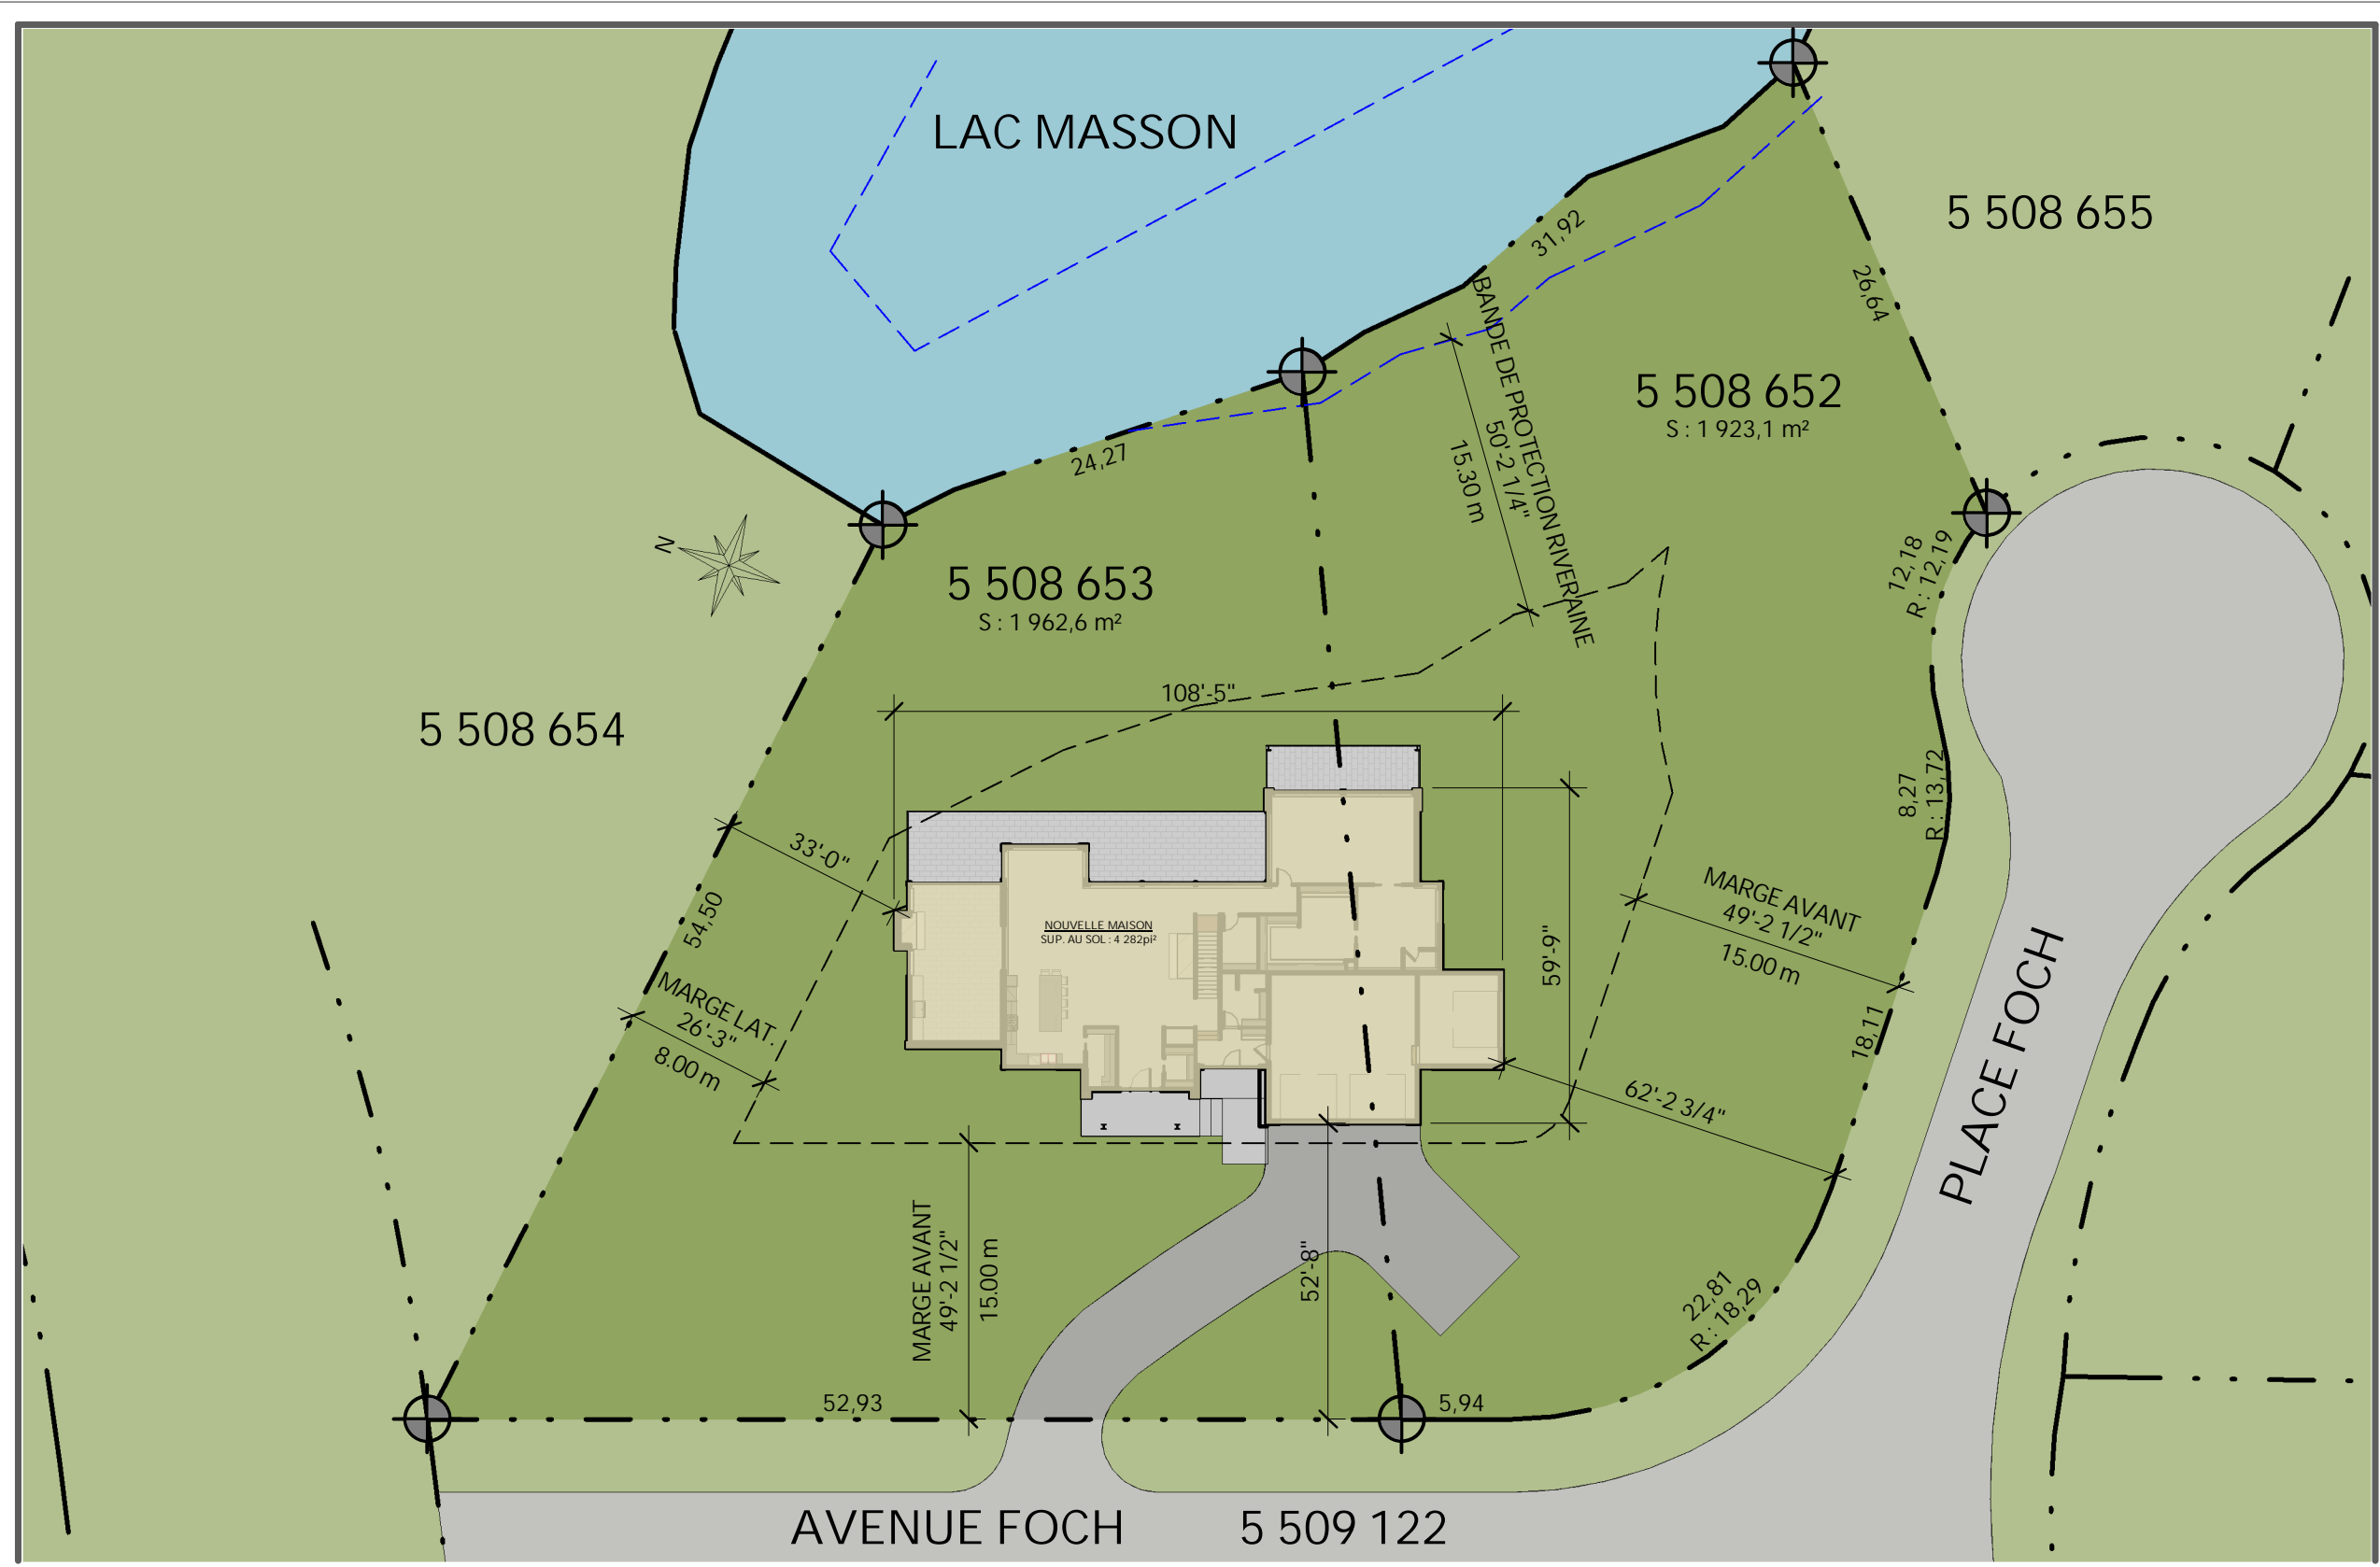 LAC MASSON
5 508 655
31,92
26,64
BANDE DE PROTECTION RIVERAINE
50'-2 1/4"
15.30 m
5 508 652
S : 1 923,1 m²
24,27
N
5 508 653
S : 1 962,6 m²
12,18
R : 12,19
5 508 654
108'-5"
8,27
R : 13,72
33'-0"
54,50
NOUVELLE MAISON
SUP. AU SOL : 4 282pi²
59'-9"
MARGE AVANT
49'-2 1/2"
15.00 m
MARGE LAT.
26'-3"
8.00 m
18,11
62'-2 3/4"
PLACE FOCH
MARGE AVANT
49'-2 1/2"
15.00 m
52'-8"
22,81
R : 18,29
52,93
5,94
AVENUE FOCH
5 509 122